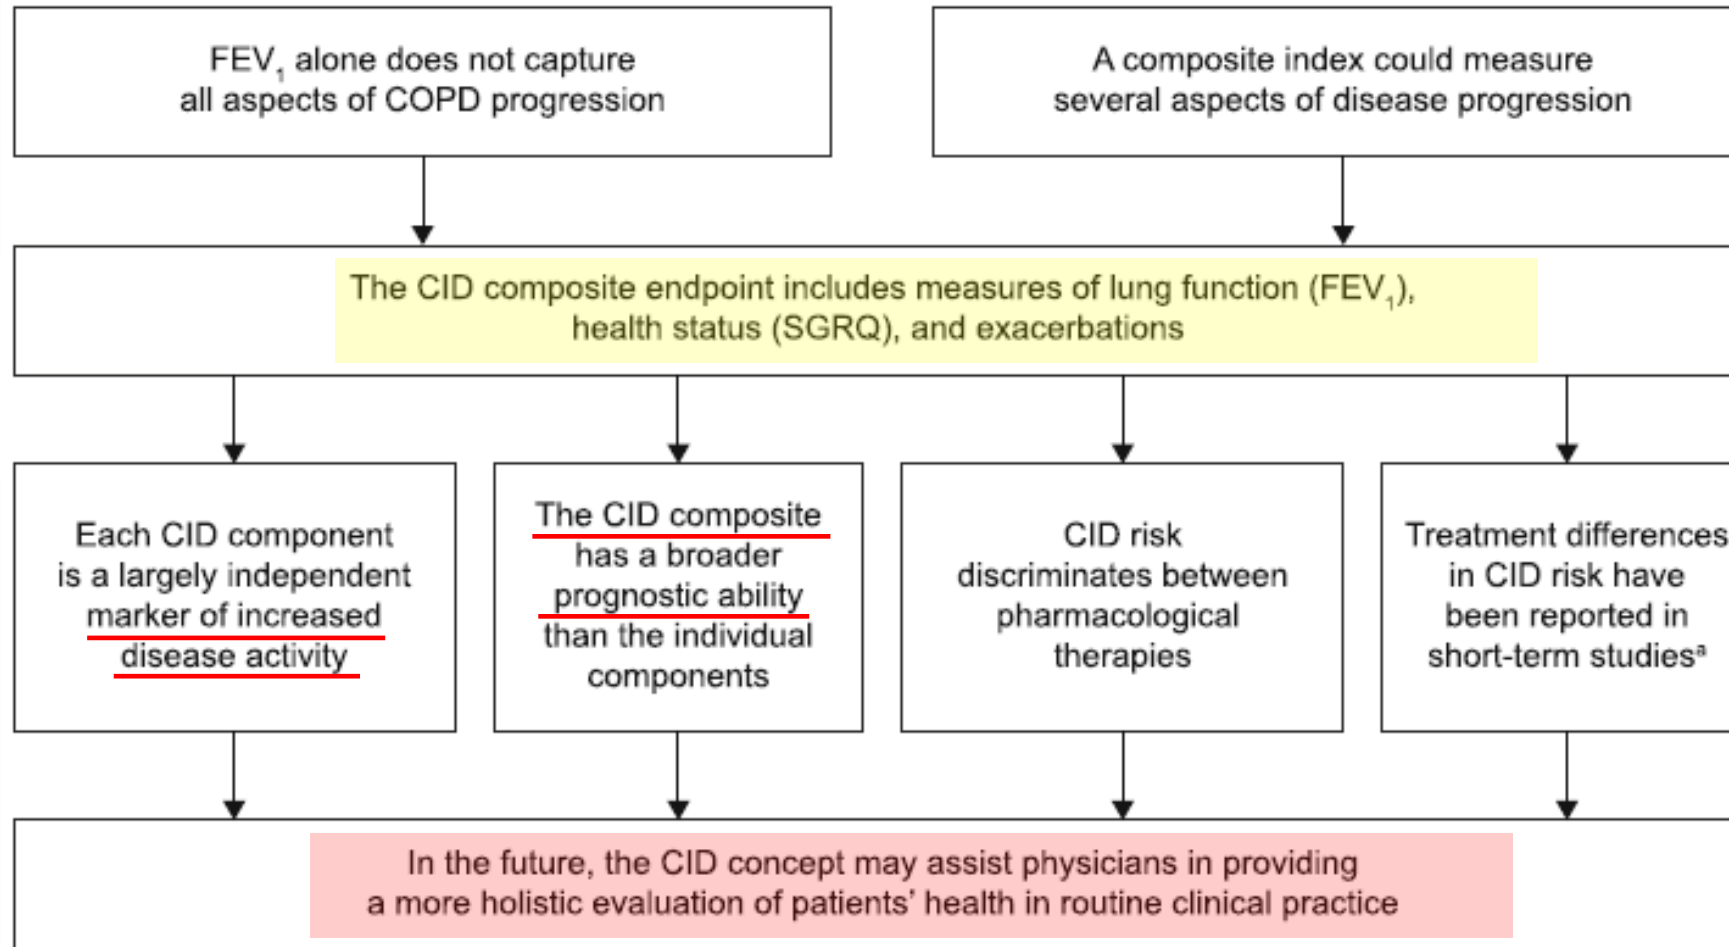 FEV₁ alone does not capture
all aspects of COPD progression
A composite index could measure
several aspects of disease progression
The CID composite endpoint includes measures of lung function (FEV₁),
health status (SGRQ), and exacerbations
Each CID component
is a largely independent
marker of increased
disease activity
The CID composite
has a broader
prognostic ability
than the individual
components
CID risk
discriminates between
pharmacological
therapies
Treatment differences
in CID risk have
been reported in
short-term studiesᵃ
In the future, the CID concept may assist physicians in providing
a more holistic evaluation of patients' health in routine clinical practice